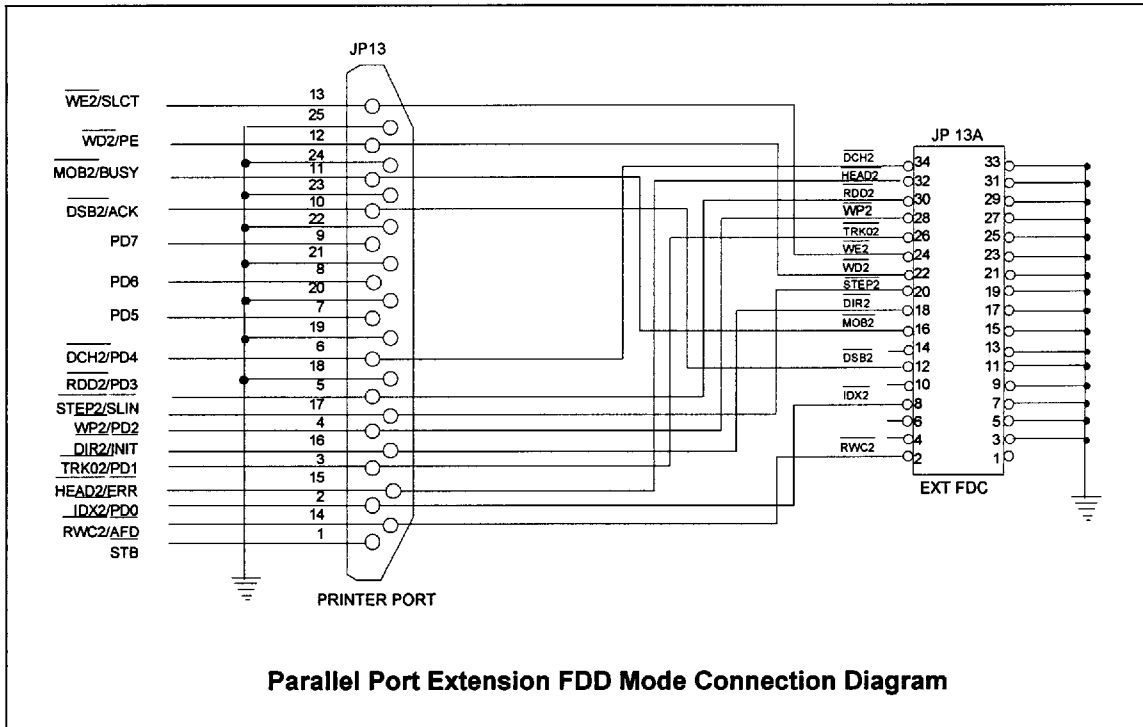 JP13
WE2/SLCT
WD2/PE
MOB2/BUSY
DSB2/ACK
PD7
PD6
PD5
DCH2/PD4
RDD2/PD3
STEP2/SLIN
WP2/PD2
DIR2/INIT
TRK02/PD1
HEAD2/ERR
IDX2/PD0
RWC2/AFD
STB
13
25
12
24
11
23
10
22
9
21
8
20
7
19
6
18
5
17
4
16
3
15
2
14
1
PRINTER PORT
JP 13A
DCH2
HEAD2
RDD2
WP2
TRK02
WE2
WD2
STEP2
DIR2
MOB2
DSB2
IDX2
RWC2
34 33
32 31
30 29
28 27
26 25
24 23
22 21
20 19
18 17
16 15
14 13
12 11
10 9
8 7
6 5
4 3
2 1
EXT FDC
Parallel Port Extension FDD Mode Connection Diagram